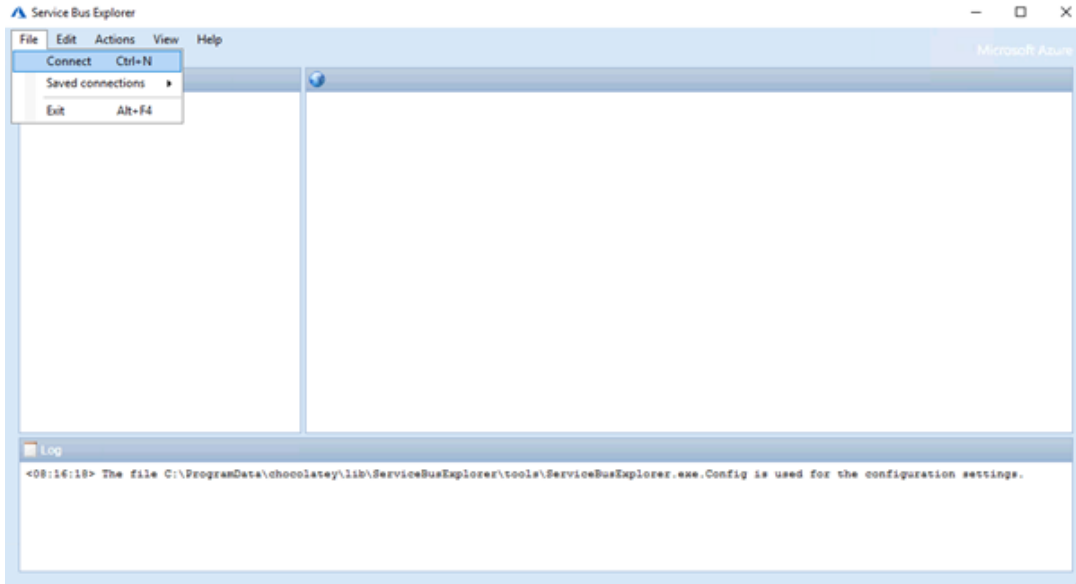 Service Bus Explorer
File Edit Actions View Help
Microsoft Azure
Connect Ctrl+N
Saved connections
Exit Alt+F4
Log
<08:16:18> The file C:\ProgramData\chocolatey\lib\ServiceBusExplorer\tools\ServiceBusExplorer.exe.Config is used for the configuration settings.